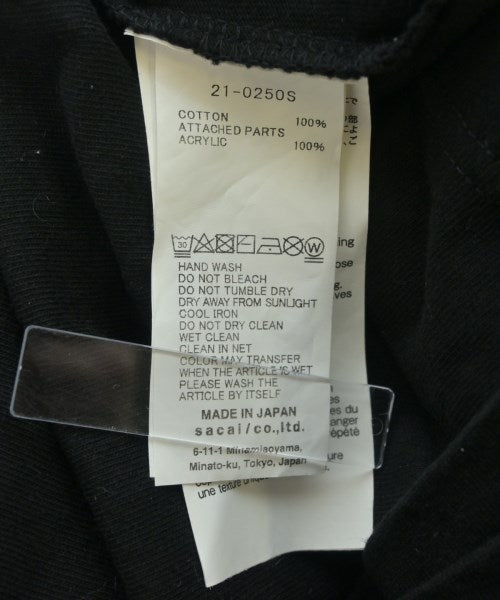 21-0250S
COTTON 100%
ATTACHED PARTS
ACRYLIC 100%
30
W
HAND WASH
DO NOT BLEACH
DO NOT TUMBLE DRY
DRY AWAY FROM SUNLIGHT
COOL IRON
DO NOT DRY CLEAN
WET CLEAN
CLEAN IN NET
COLOR MAY TRANSFER
WHEN THE ARTICLE IS WET
PLEASE WASH THE
ARTICLE BY ITSELF
MADE IN JAPAN
sacai/co.,ltd.
6-11-1 Minamiaoyama,
Minato-ku, Tokyo, Japan
une texture